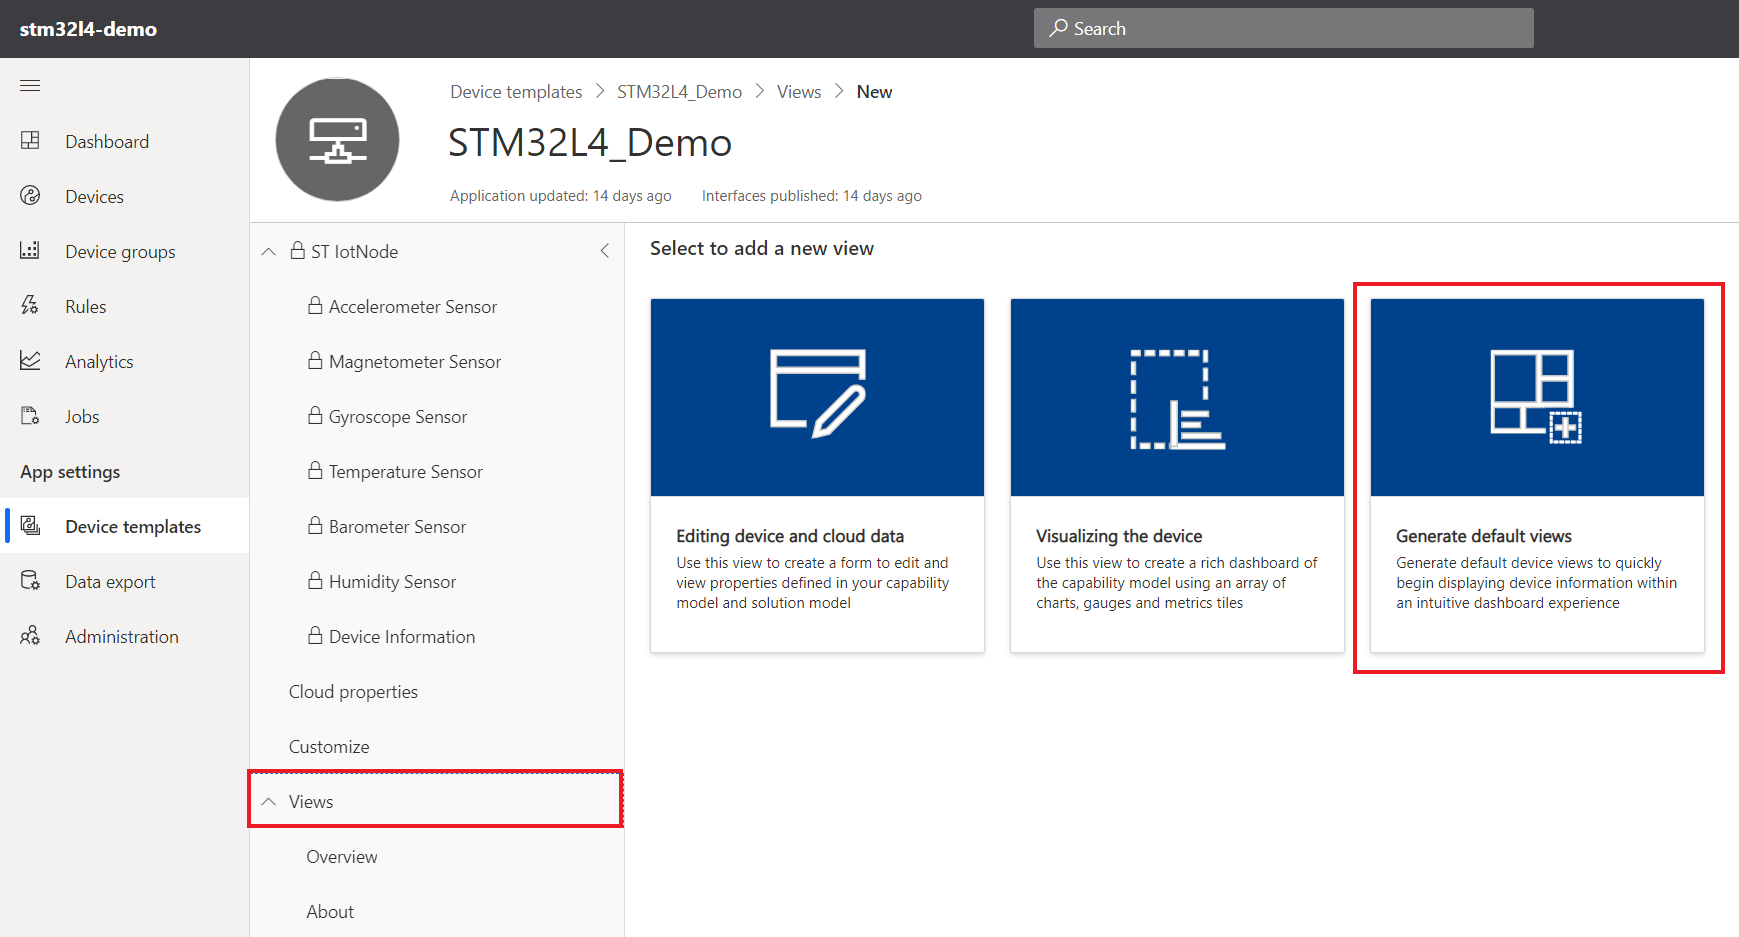 stm32l4-demo
Search
Dashboard
Devices
Device groups
Rules
Analytics
Jobs
App settings
Device templates
Data export
Administration
Device templates > STM32L4_Demo > Views > New
STM32L4_Demo
Application updated: 14 days ago Interfaces published: 14 days ago
ST IotNode
Accelerometer Sensor
Magnetometer Sensor
Gyroscope Sensor
Temperature Sensor
Barometer Sensor
Humidity Sensor
Device Information
Cloud properties
Customize
Views
Overview
About
Select to add a new view
Editing device and cloud data
Use this view to create a form to edit and
view properties defined in your capability
model and solution model
Visualizing the device
Use this view to create a rich dashboard of
the capability model using an array of
charts, gauges and metrics tiles
Generate default views
Generate default device views to quickly
begin displaying device information within
an intuitive dashboard experience